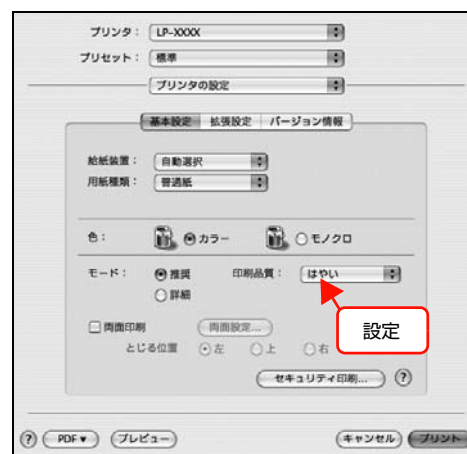 プリンタ： LP-XXXX
プリセット： 標準
プリンタの設定
基本設定 拡張設定 バージョン情報
給紙装置： 自動選択
用紙種類： 普通紙
色： カラー モノクロ
モード： 推奨 印刷品質： はやい
詳細
設定
両面印刷 両面設定...
とじる位置 左 上 右
セキュリティ印刷... ?
? PDF▼ プレビュー キャンセル プリント